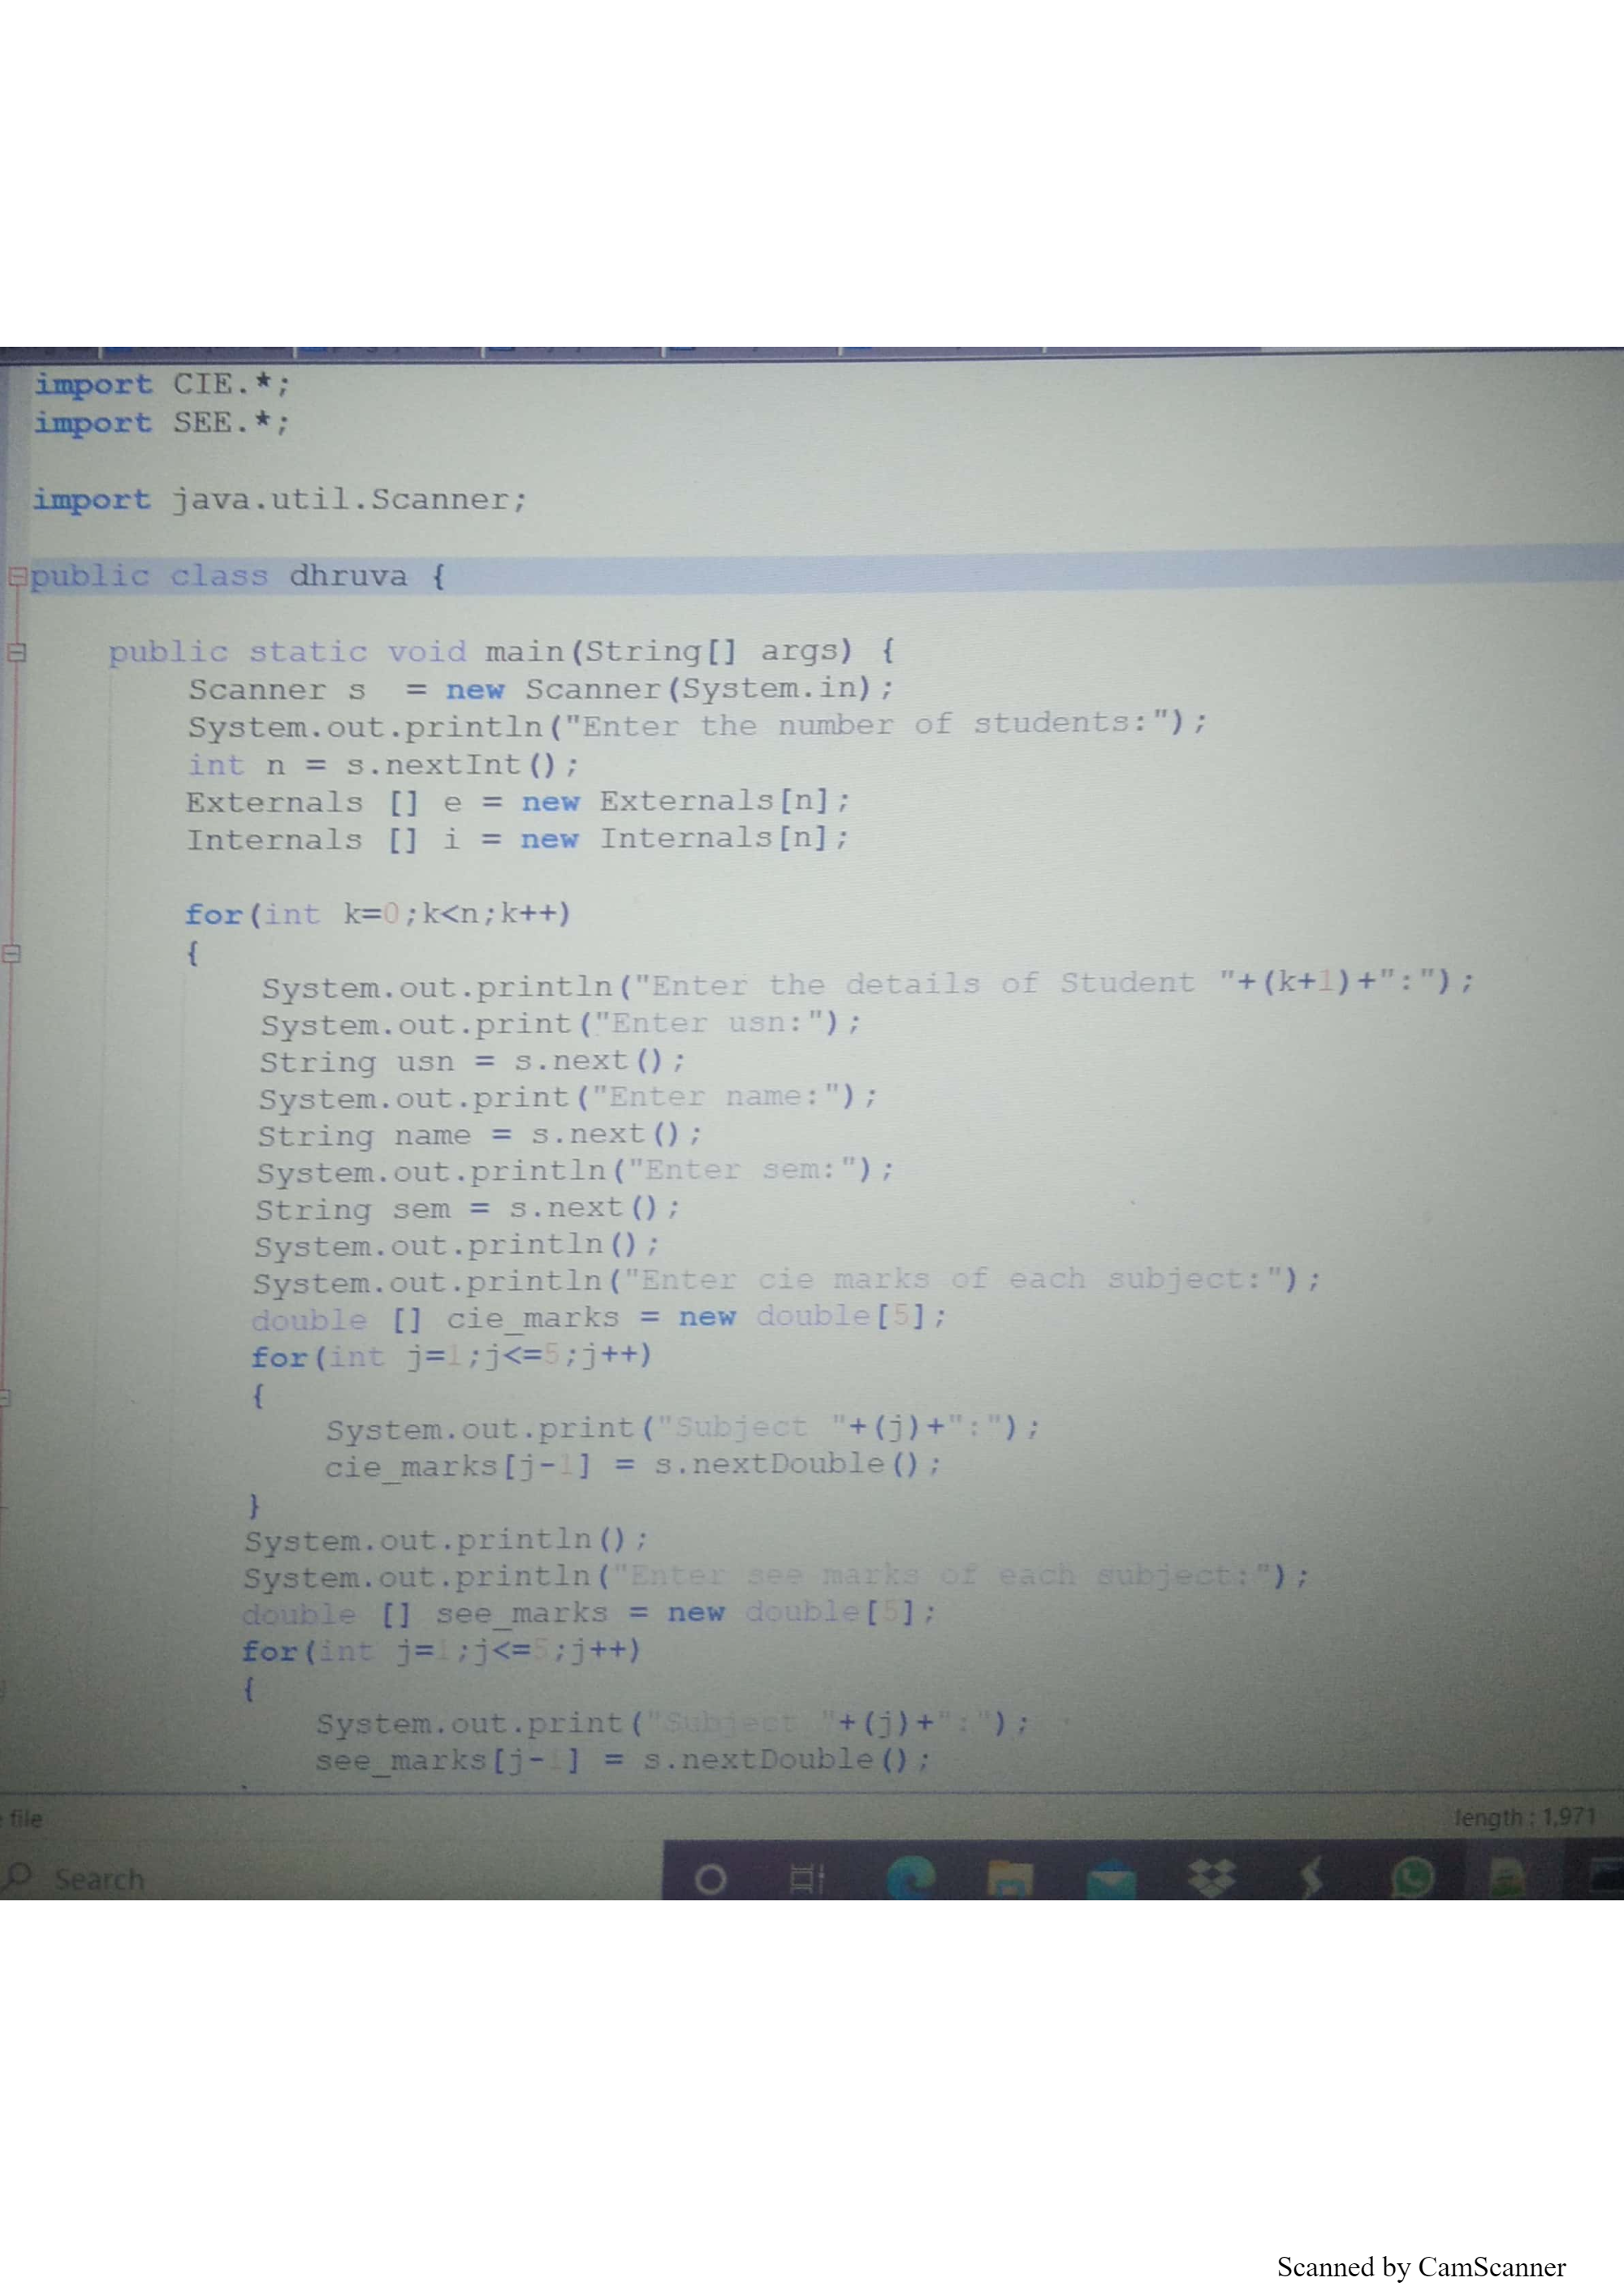 import CIE.*;
import SEE.*;
import java.util.Scanner;
public class dhruva {
public static void main(String[] args) {
Scanner s  = new Scanner(System.in);
System.out.println("Enter the number of students:");
int n = s.nextInt();
Externals [] e = new Externals[n];
Internals [] i = new Internals[n];
for(int k=0;k<n;k++)
{
System.out.println("Enter the details of Student "+(k+1)+":");
System.out.print("Enter usn:");
String usn = s.next();
System.out.print("Enter name:");
String name = s.next();
System.out.println("Enter sem:");
String sem = s.next();
System.out.println();
System.out.println("Enter cie marks of each subject:");
double [] cie_marks = new double[5];
for(int j=1;j<=5;j++)
{
System.out.print("Subject "+(j)+":");
cie_marks[j-1] = s.nextDouble();
}
System.out.println();
System.out.println("Enter see marks of each subject:");
double [] see_marks = new double[5];
for(int j=1;j<=5;j++)
{
System.out.print("Subject "+(j)+":");
see_marks[j-1] = s.nextDouble();
file
length : 1,971
Search
Scanned by CamScanner